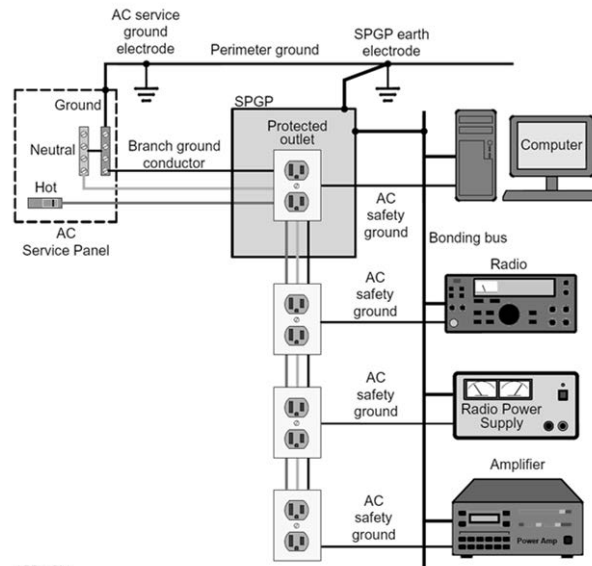 AC service
ground
electrode
Perimeter ground
SPGP earth
electrode
Ground
SPGP
Protected
outlet
Neutral
Branch ground
conductor
Hot
AC
Service Panel
Computer
AC
safety
ground
Bonding bus
Radio
AC
safety
ground
AC
safety
ground
Radio Power
Supply
Amplifier
AC
safety
ground
Power Amp